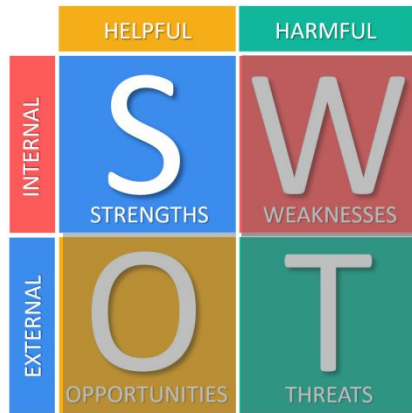 HELPFUL HARMFUL
INTERNAL
S W
STRENGTHS WEAKNESSES
EXTERNAL
O T
OPPORTUNITIES THREATS